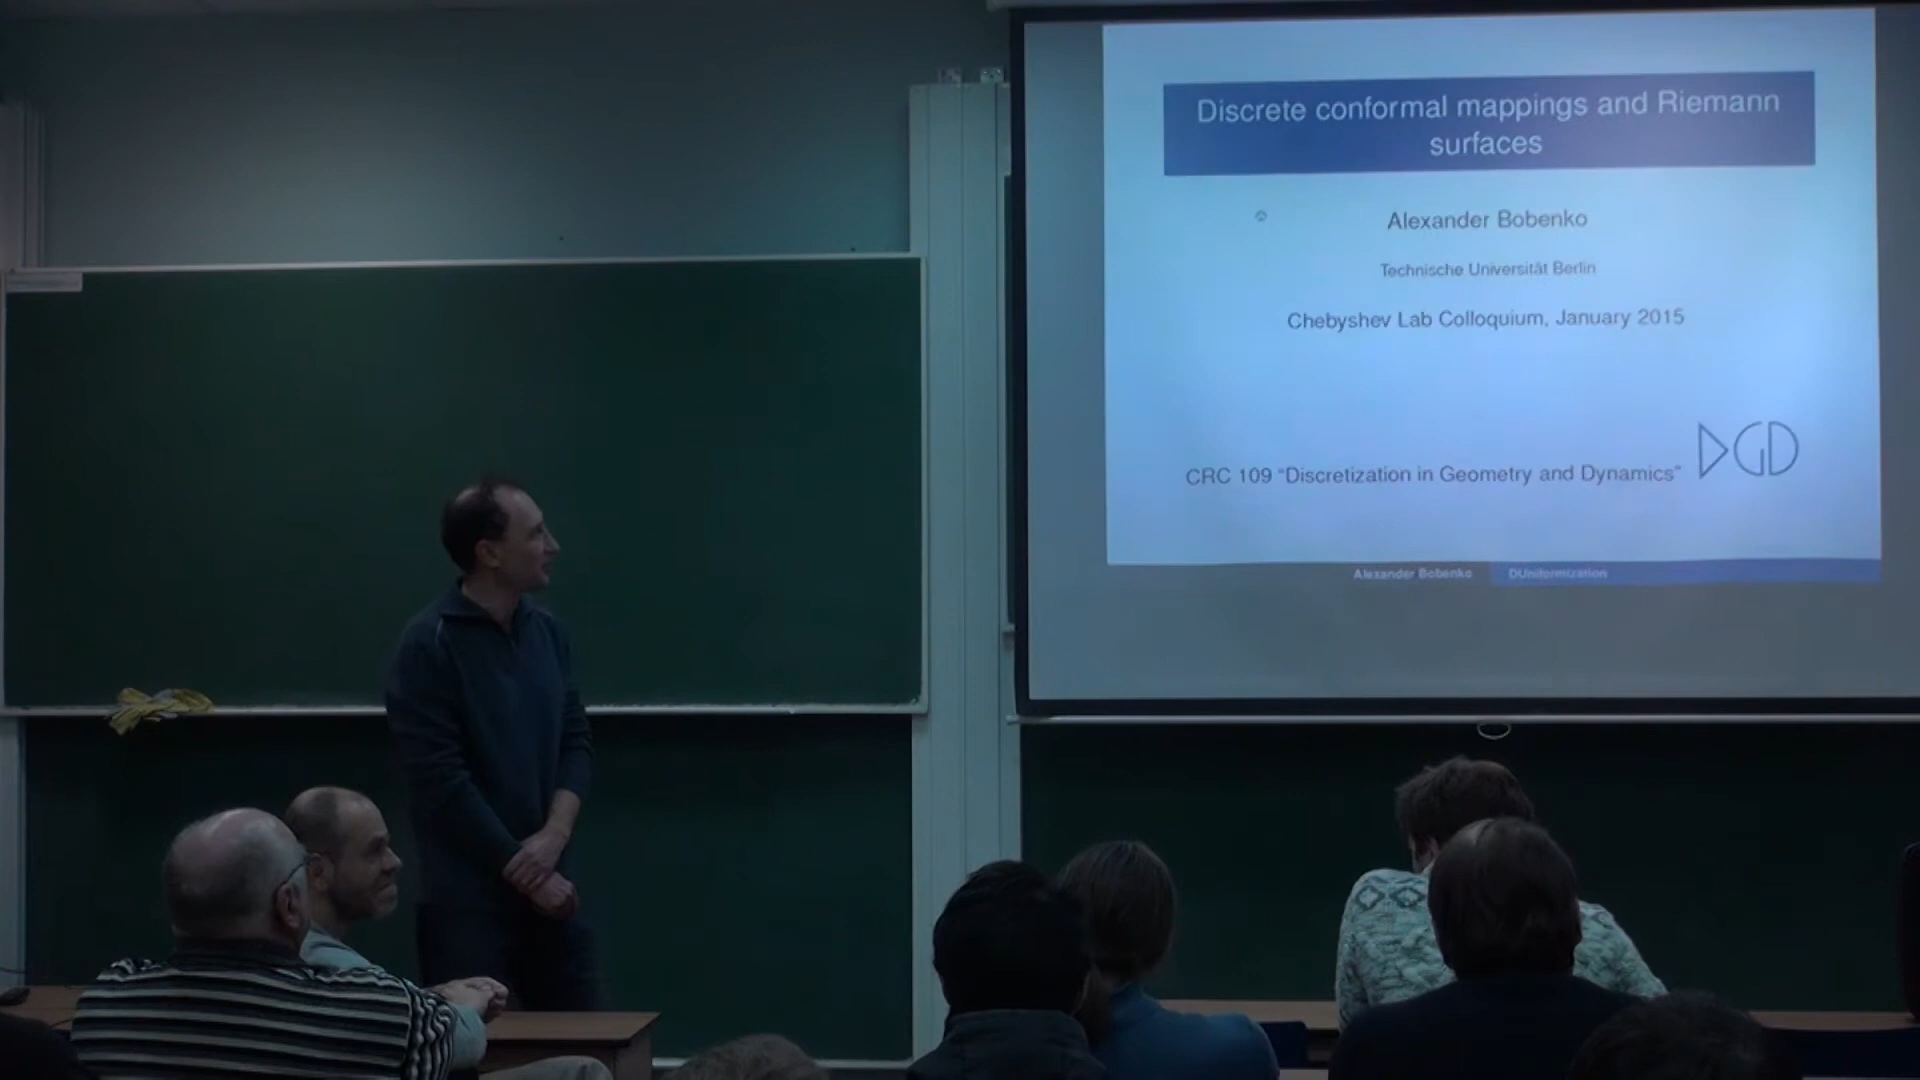 Discrete conformal mappings and Riemann
surfaces
Alexander Bobenko
Technische Universität Berlin
Chebyshev Lab Colloquium, January 2015
CRC 109 "Discretization in Geometry and Dynamics"
DGD
Alexander Bobenko DUniformization